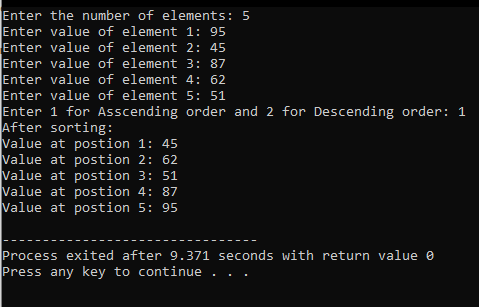 Enter the number of elements: 5
Enter value of element 1: 95
Enter value of element 2: 45
Enter value of element 3: 87
Enter value of element 4: 62
Enter value of element 5: 51
Enter 1 for Asscending order and 2 for Descending order: 1
After sorting:
Value at postion 1: 45
Value at postion 2: 62
Value at postion 3: 51
Value at postion 4: 87
Value at postion 5: 95
--------------------------------
Process exited after 9.371 seconds with return value 0
Press any key to continue . . .